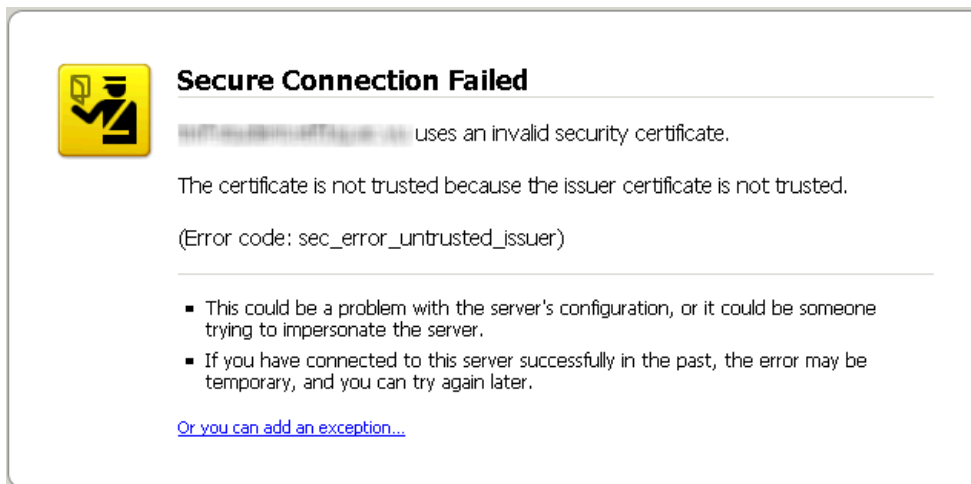 Secure Connection Failed
uses an invalid security certificate.
The certificate is not trusted because the issuer certificate is not trusted.
(Error code: sec_error_untrusted_issuer)
▪ This could be a problem with the server's configuration, or it could be someone
trying to impersonate the server.
▪ If you have connected to this server successfully in the past, the error may be
temporary, and you can try again later.
Or you can add an exception...